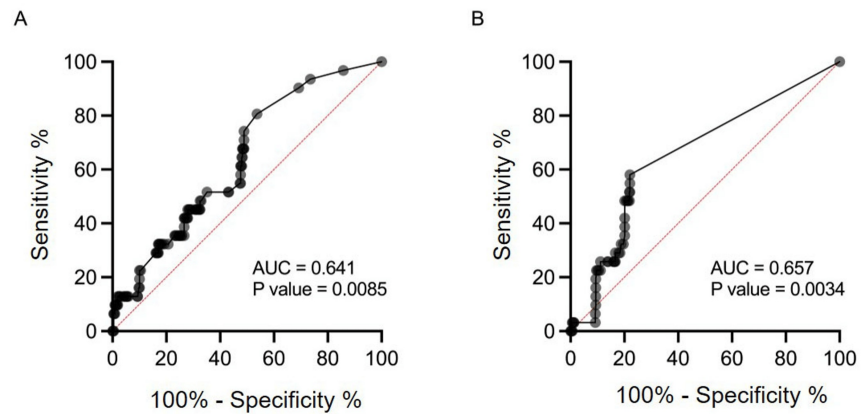 A
B
100
80
60
40
20
0
Sensitivity %
AUC = 0.641
P value = 0.0085
0 20 40 60 80 100
100% - Specificity %
100
80
60
40
20
0
Sensitivity %
AUC = 0.657
P value = 0.0034
0 20 40 60 80 100
100% - Specificity %